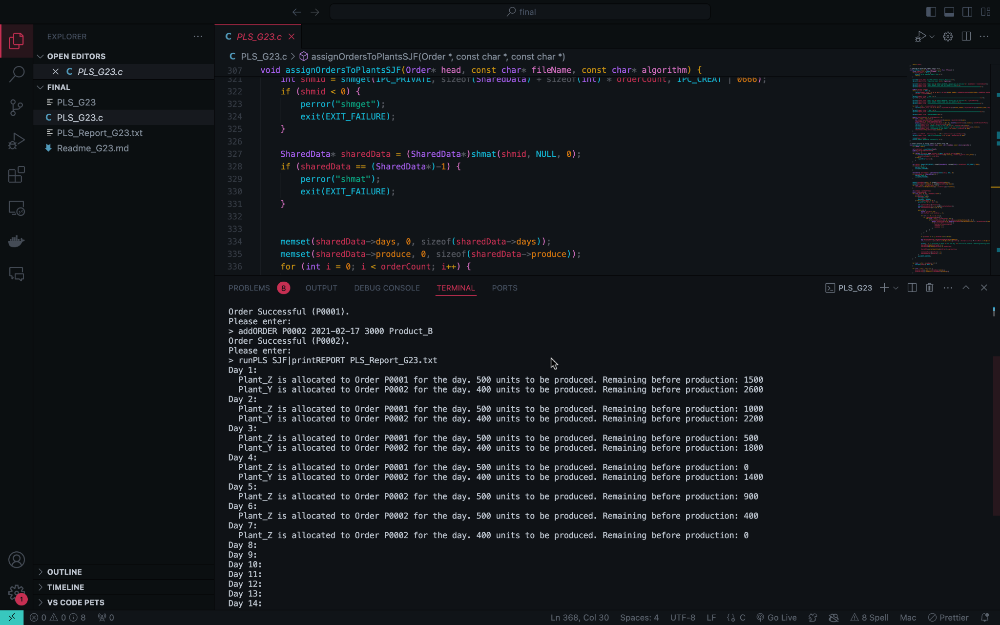 final
EXPLORER
OPEN EDITORS
PLS_G23.c
FINAL
PLS_G23
PLS_G23.c
PLS_Report_G23.txt
Readme_G23.md
OUTLINE
TIMELINE
VS CODE PETS
1
C PLS_G23.c
C PLS_G23.c > assignOrdersToPlantsSJF(Order *, const char *, const char *)
307 void assignOrdersToPlantsSJF(Order* head, const char* fileName, const char* algorithm) {
321 int shmid = shmget(IPC_PRIVATE, sizeof(SharedData) + sizeof(int) * orderCount, IPC_CREAT | 0666);
322 if (shmid < 0) {
323 perror("shmget");
324 exit(EXIT_FAILURE);
325 }
326
327 SharedData* sharedData = (SharedData*)shmat(shmid, NULL, 0);
328 if (sharedData == (SharedData*)-1) {
329 perror("shmat");
330 exit(EXIT_FAILURE);
331 }
332
333
334 memset(sharedData->days, 0, sizeof(sharedData->days));
335 memset(sharedData->produce, 0, sizeof(sharedData->produce));
336 for (int i = 0; i < orderCount; i++) {
PROBLEMS 8 OUTPUT DEBUG CONSOLE TERMINAL PORTS PLS_G23
Order Successful (P0001).
Please enter:
> addORDER P0002 2021-02-17 3000 Product_B
Order Successful (P0002).
Please enter:
> runPLS SJF|printREPORT PLS_Report_G23.txt
Day 1:
Plant_Z is allocated to Order P0001 for the day. 500 units to be produced. Remaining before production: 1500
Plant_Y is allocated to Order P0002 for the day. 400 units to be produced. Remaining before production: 2600
Day 2:
Plant_Z is allocated to Order P0001 for the day. 500 units to be produced. Remaining before production: 1000
Plant_Y is allocated to Order P0002 for the day. 400 units to be produced. Remaining before production: 2200
Day 3:
Plant_Z is allocated to Order P0001 for the day. 500 units to be produced. Remaining before production: 500
Plant_Y is allocated to Order P0002 for the day. 400 units to be produced. Remaining before production: 1800
Day 4:
Plant_Z is allocated to Order P0001 for the day. 500 units to be produced. Remaining before production: 0
Plant_Y is allocated to Order P0002 for the day. 400 units to be produced. Remaining before production: 1400
Day 5:
Plant_Z is allocated to Order P0002 for the day. 500 units to be produced. Remaining before production: 900
Day 6:
Plant_Z is allocated to Order P0002 for the day. 500 units to be produced. Remaining before production: 400
Day 7:
Plant_Z is allocated to Order P0002 for the day. 400 units to be produced. Remaining before production: 0
Day 8:
Day 9:
Day 10:
Day 11:
Day 12:
Day 13:
Day 14:
0 0 8 0 Ln 368, Col 30 Spaces: 4 UTF-8 LF C Go Live 8 Spell Mac Prettier